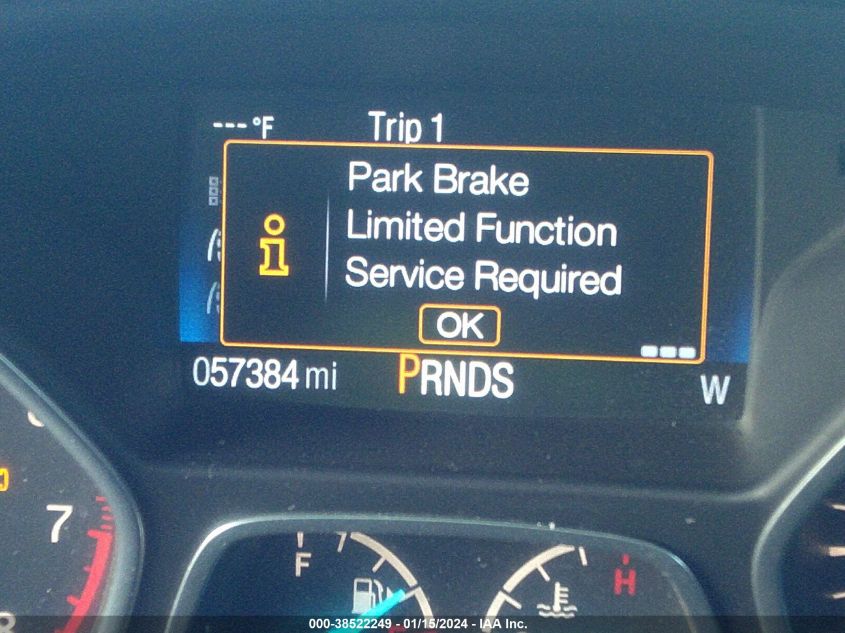 ---°F Trip 1
Park Brake
Limited Function
Service Required
OK
057384 mi PRNDS W
7
8
F
H
000-38522249 - 01/15/2024 - IAA Inc.